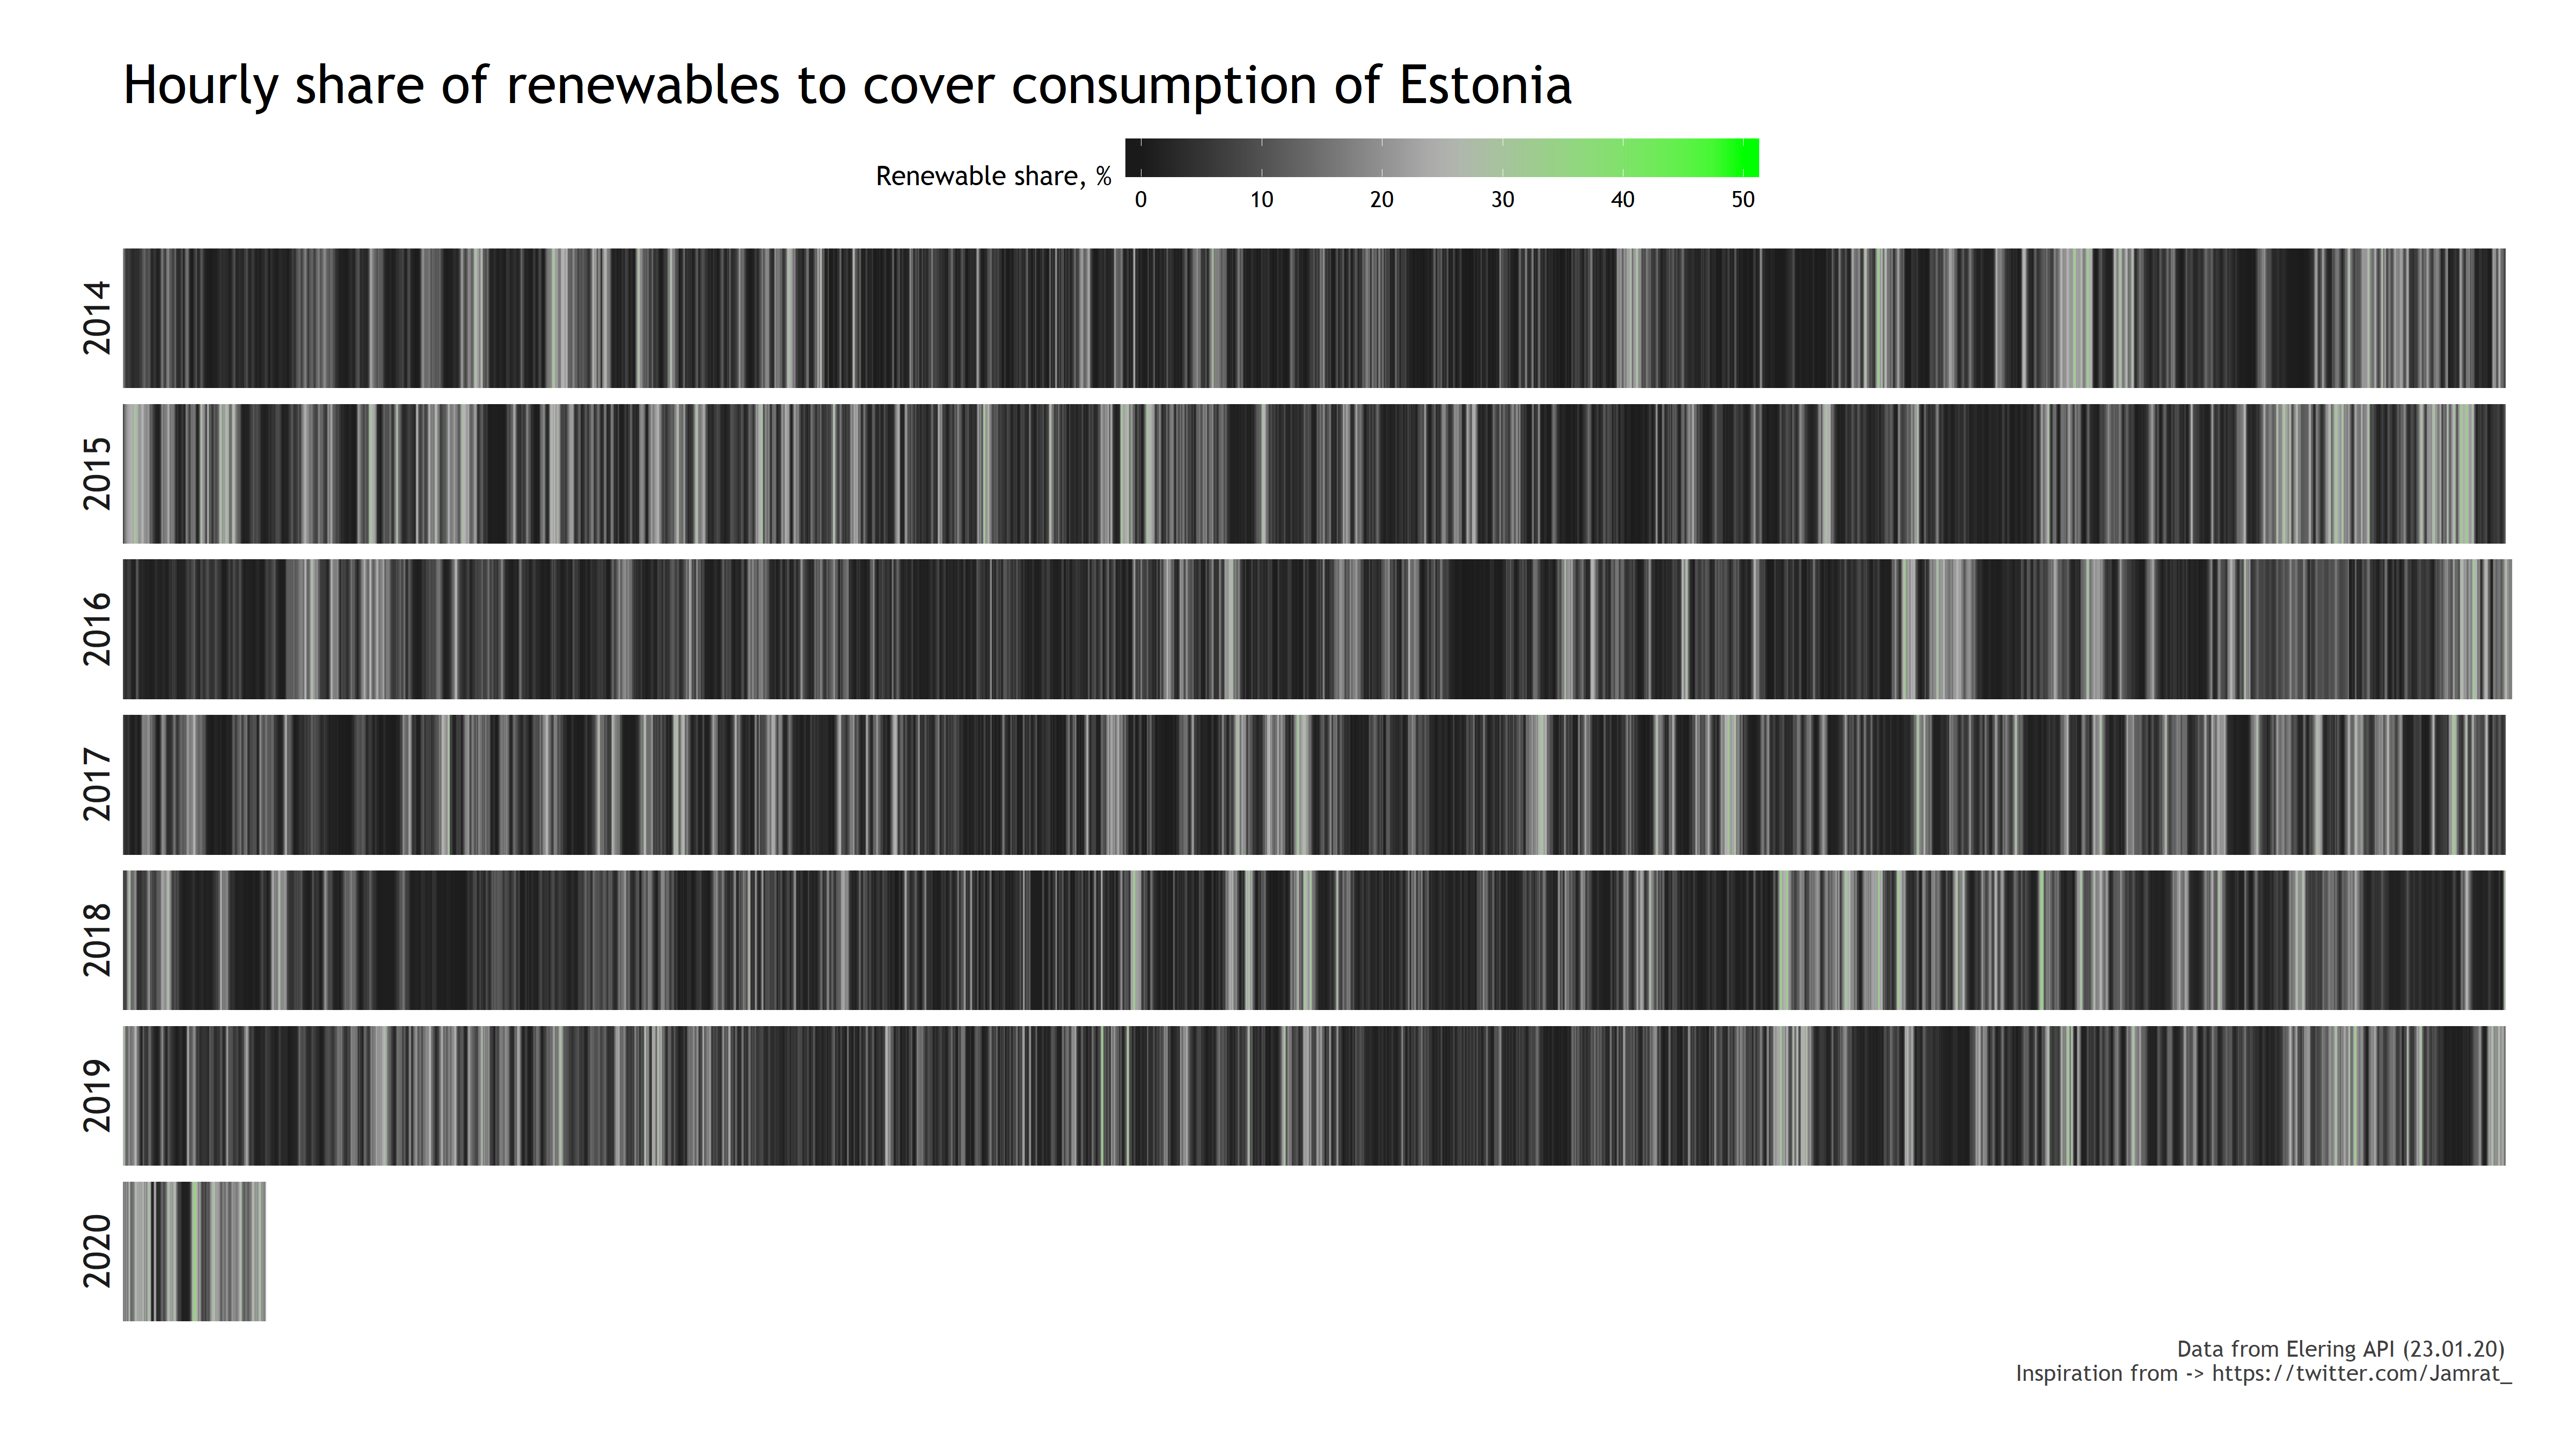 Hourly share of renewables to cover consumption of Estonia
Renewable share, %
0 10 20 30 40 50
2014
2015
2016
2017
2018
2019
2020
Data from Elering API (23.01.20)
Inspiration from -> https://twitter.com/Jamrat_